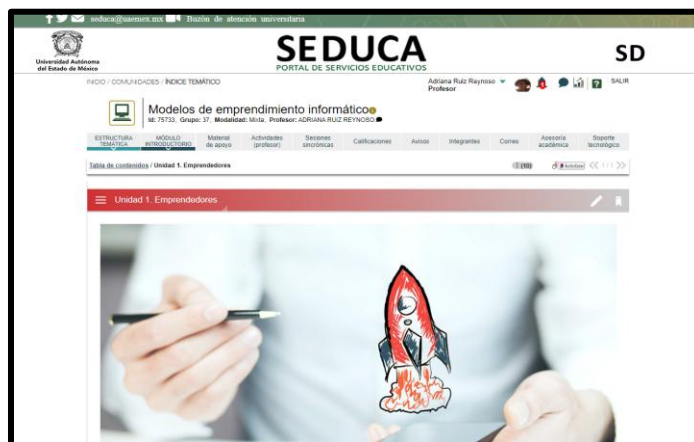 seduca@uaemex.mx Buzón de atención universitaria
Universidad Autónoma
del Estado de México
SEDUCA
PORTAL DE SERVICIOS EDUCATIVOS
SD
INICIO / COMUNIDADES / ÍNDICE TEMÁTICO
Adriana Ruiz Reynoso
Profesor
SALIR
Modelos de emprendimiento informático
Id: 75733, Grupo: 37, Modalidad: Mixta, Profesor: ADRIANA RUIZ REYNOSO
ESTRUCTURA TEMÁTICA
MÓDULO INTRODUCTORIO
Material de apoyo
Actividades (profesor)
Sesiones sincrónicas
Calificaciones
Avisos
Integrantes
Correo
Asesoría académica
Soporte tecnológico
Tabla de contenidos / Unidad 1. Emprendedores
(10)
Unidad 1. Emprendedores